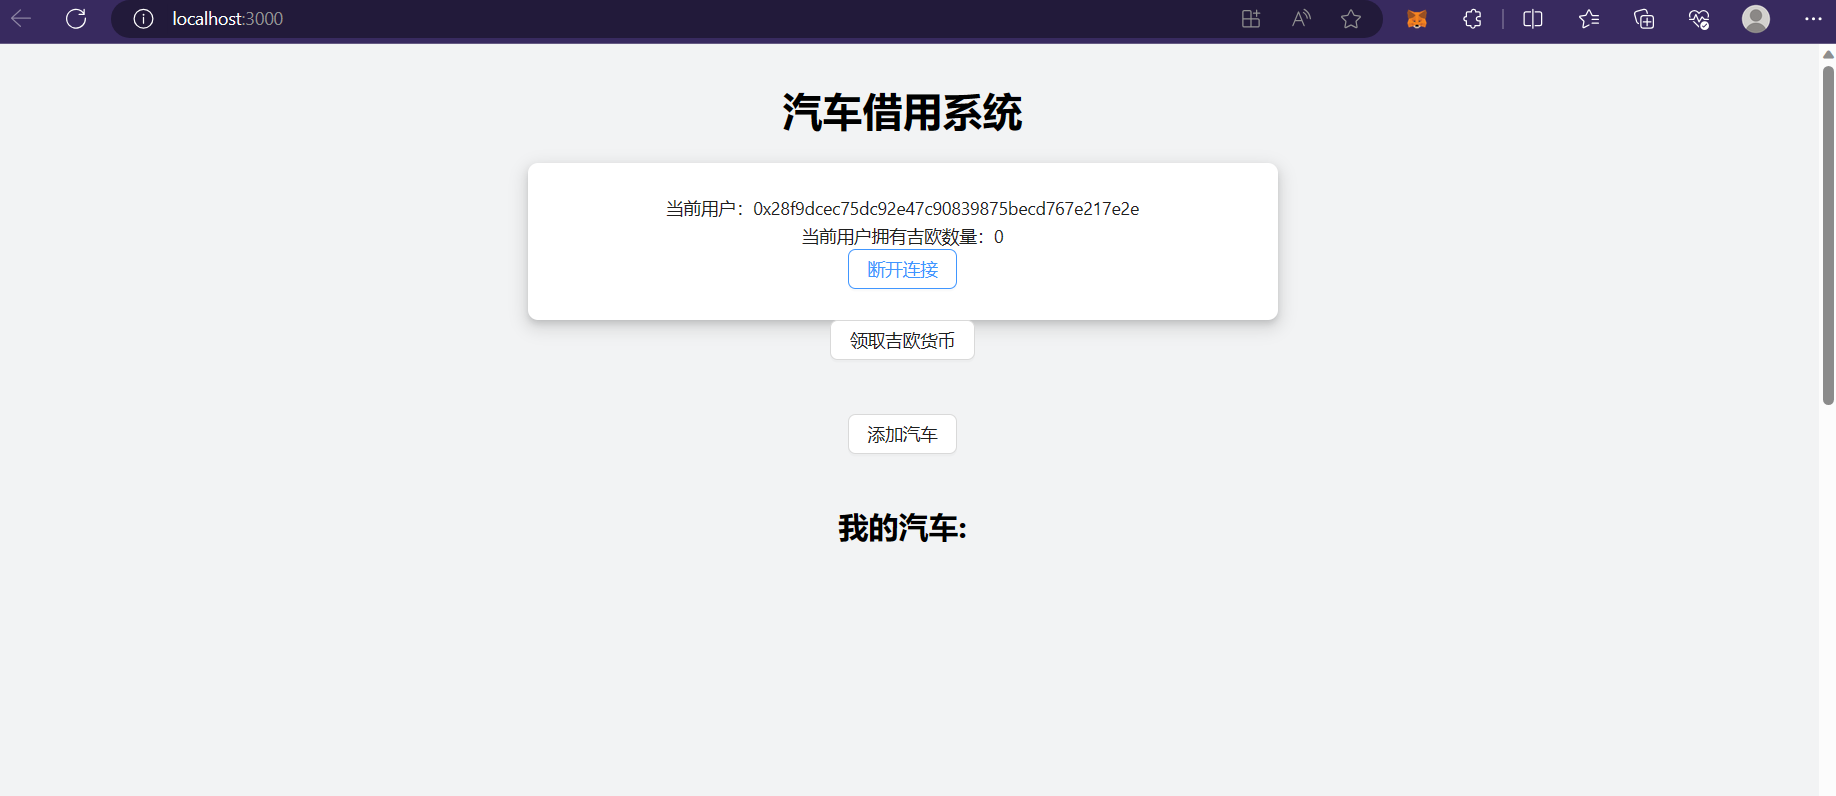 localhost:3000
汽车借用系统
当前用户：0x28f9dcec75dc92e47c90839875becd767e217e2e
当前用户拥有吉欧数量：0
断开连接
领取吉欧货币
添加汽车
我的汽车: